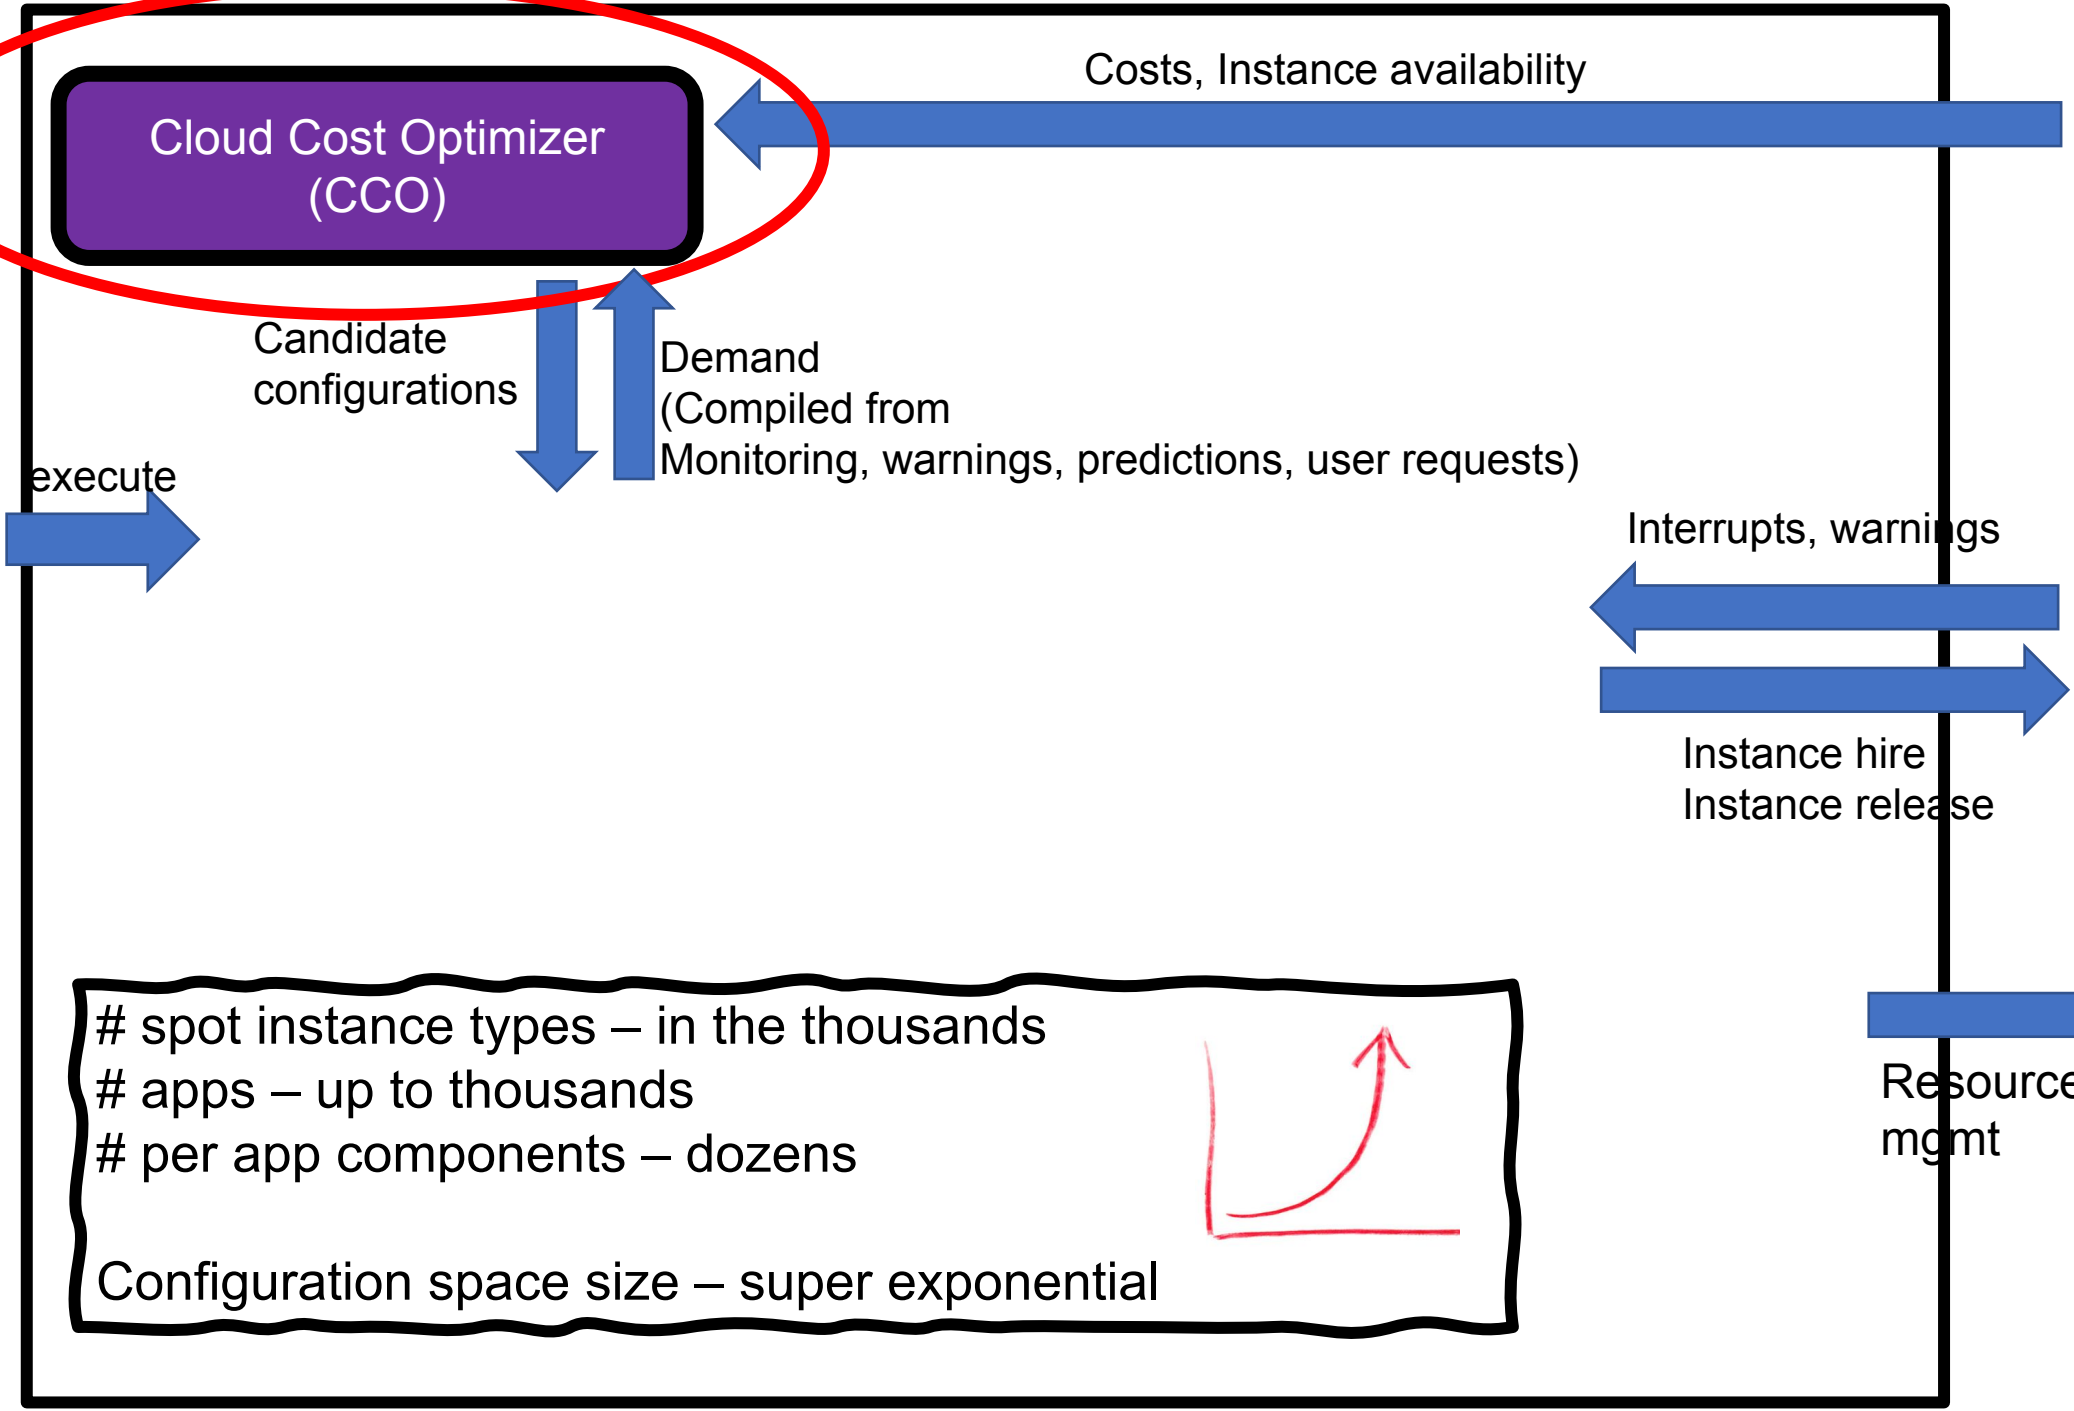 Costs, Instance availability
Cloud Cost Optimizer
(CCO)
Candidate
configurations
Demand
(Compiled from
Monitoring, warnings, predictions, user requests)
execute
Interrupts, warnings
Instance hire
Instance release
# spot instance types – in the thousands
# apps – up to thousands
# per app components – dozens
Configuration space size – super exponential
Resource
mgmt